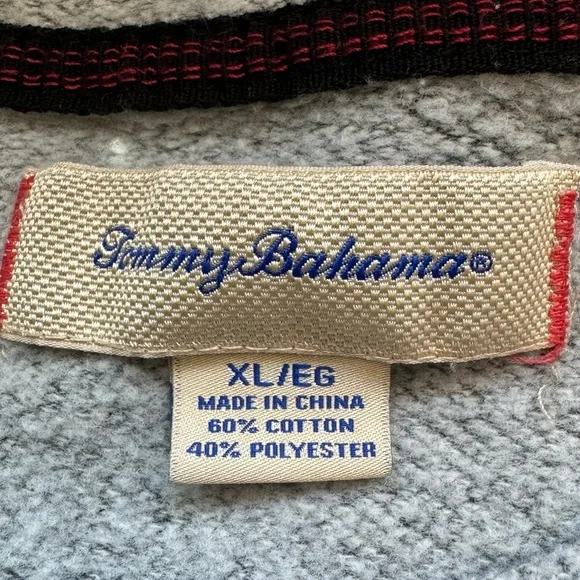 Tommy Bahama®
XL/EG
MADE IN CHINA
60% COTTON
40% POLYESTER